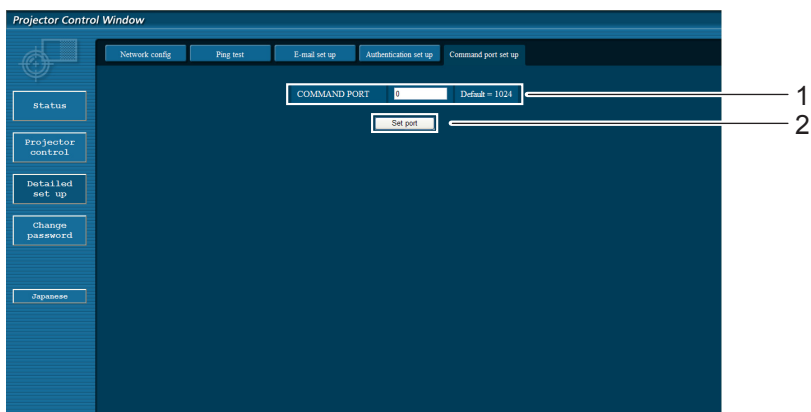 Projector Control Window
Network config
Ping test
E-mail set up
Authentication set up
Command port set up
COMMAND PORT 0 Default = 1024
1
Set port
2
Status
Projector
control
Detailed
set up
Change
password
Japanese